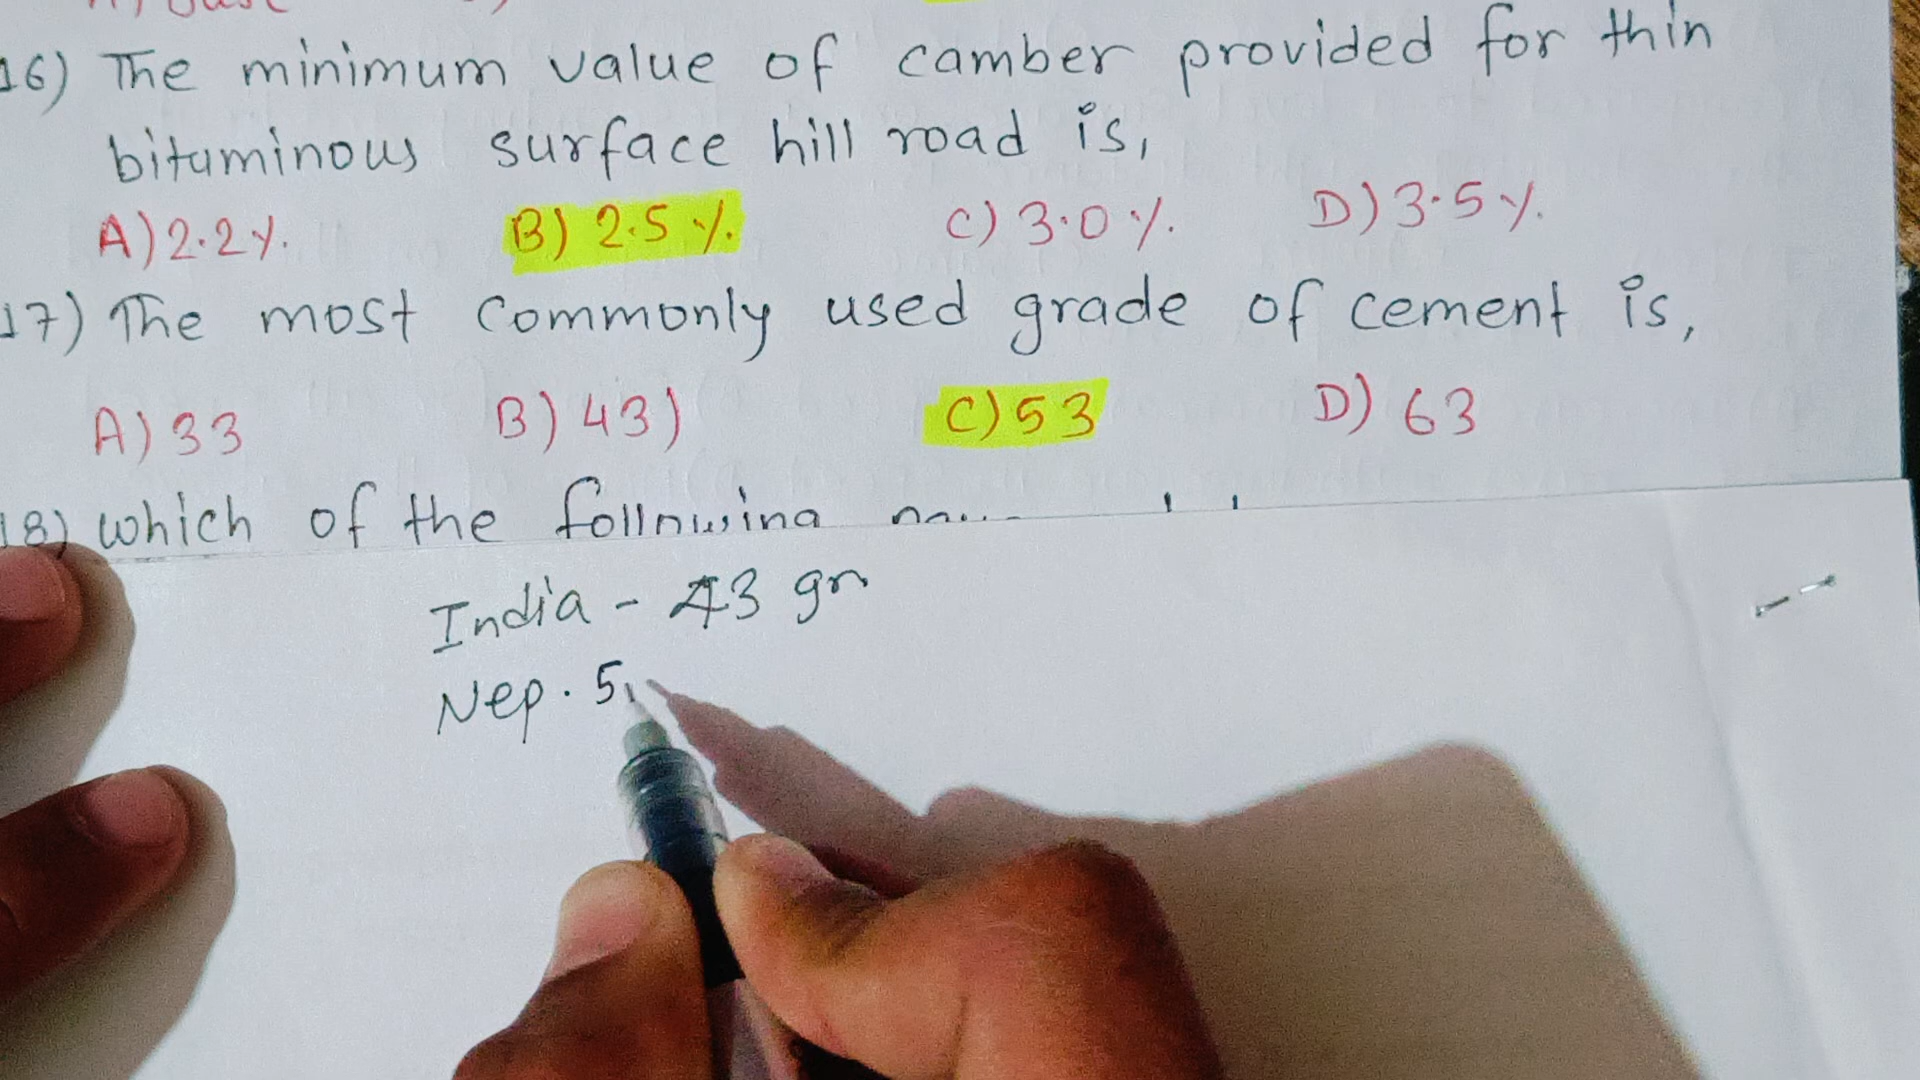 16) The minimum value of camber provided for thin
bituminous surface hill road is,
A) 2.2%. B) 2.5%. C) 3.0%. D) 3.5%.
17) The most commonly used grade of cement is,
A) 33 B) 43) C) 53 D) 63
18) which of the following
India - 43 gr
Nep. 5